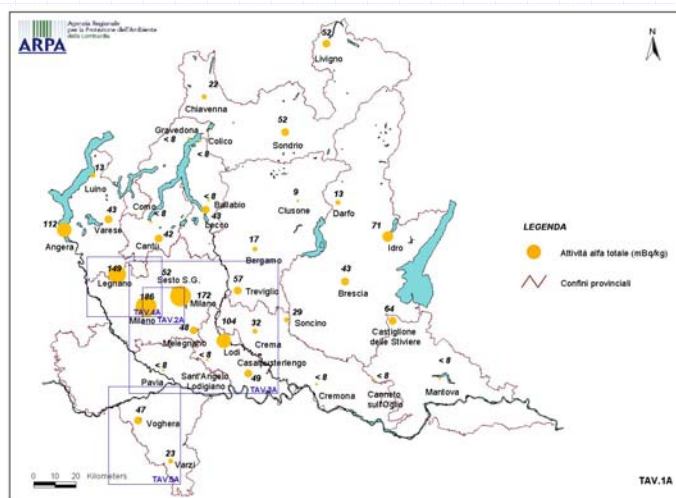 ARPA
Agenzia Regionale
per la Protezione dell'Ambiente
della Lombardia
N
52
Livigno
22
Chiavenna
Gravedona
< 8
Colico
< 8
52
Sondrio
13
Luino
43
Varese
112
Angera
Como
< 8
42
Cantù
< 8
Ballabio
43
Lecco
9
Clusone
13
Darfo
71
Idro
17
Bergamo
43
Brescia
149
Legnano
52
Sesto S.G.
172
Milano
186
TAV.4A
Milano
TAV.2A
57
Treviglio
29
Soncino
64
Castiglione
delle Stiviere
48
Melegnano
104
Lodi
32
Crema
< 8
Pavia
< 8
Sant'Angelo
Lodigiano
Casalpusterlengo
49
TAV.3A
< 8
Cremona
< 8
Canneto
sull'Oglio
< 8
Mantova
47
Voghera
23
Varzi
TAV.5A
LEGENDA
Attività alfa totale (mBq/kg)
Confini provinciali
0 10 20 Kilometers
TAV.1A